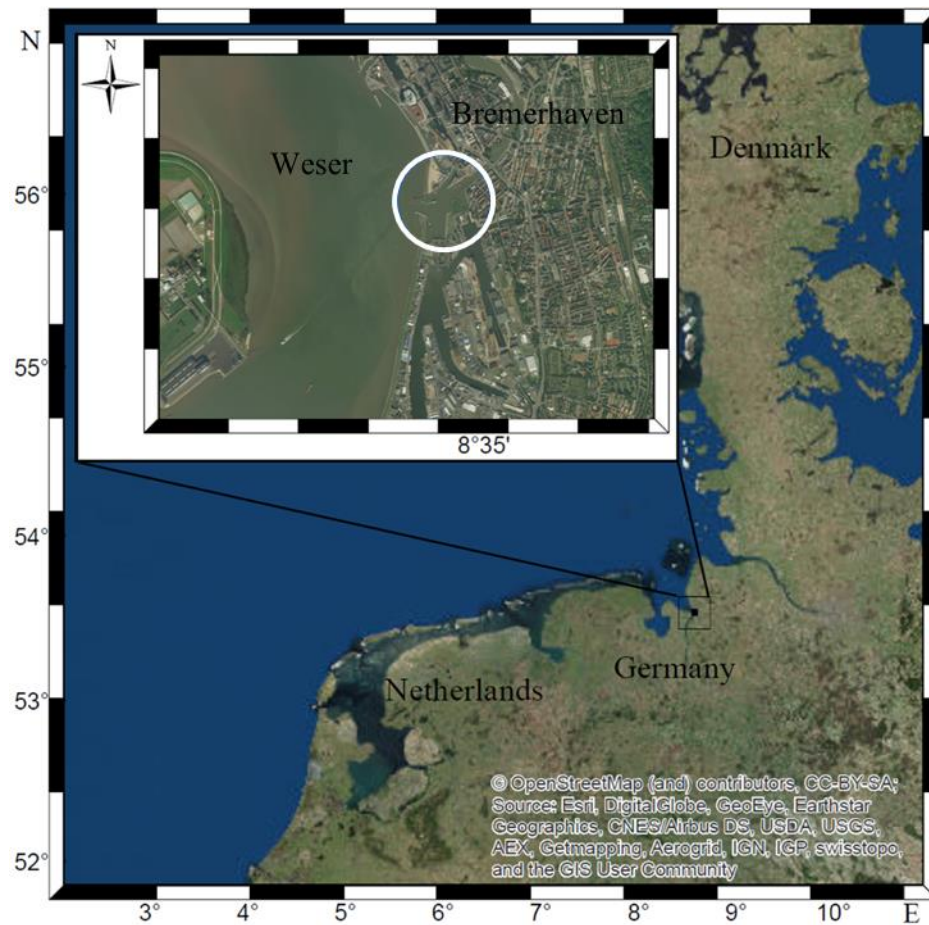 N
N
Bremerhaven
Weser
Denmark
56°
55°
8°35'
54°
Germany
53°
Netherlands
© OpenStreetMap (and) contributors, CC-BY-SA;
Source: Esri, DigitalGlobe, GeoEye, Earthstar
Geographics, CNES/Airbus DS, USDA, USGS,
AEX, Getmapping, Aerogrid, IGN, IGP, swisstopo,
and the GIS User Community
52°
3° 4° 5° 6° 7° 8° 9° 10° E